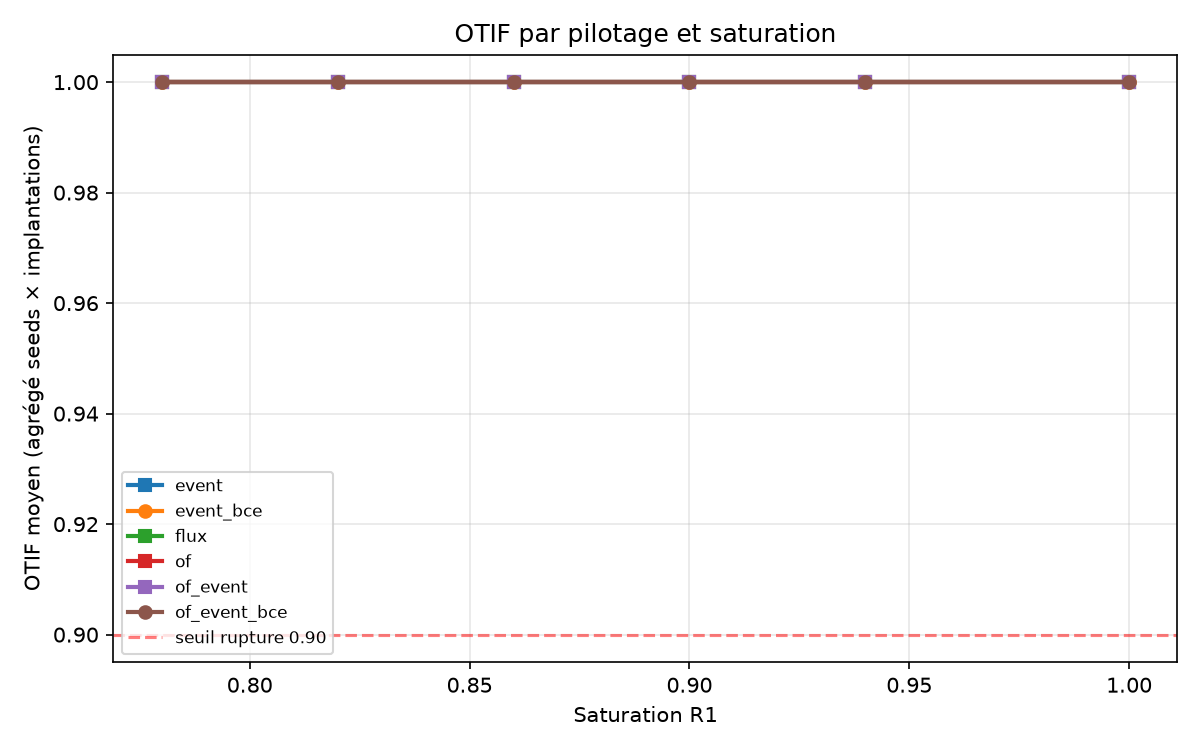 OTIF par pilotage et saturation
OTIF moyen (agrégé seeds × implantations)
1.00
0.98
0.96
0.94
0.92
0.90
event
event_bce
flux
of
of_event
of_event_bce
seuil rupture 0.90
0.80
0.85
0.90
0.95
1.00
Saturation R1